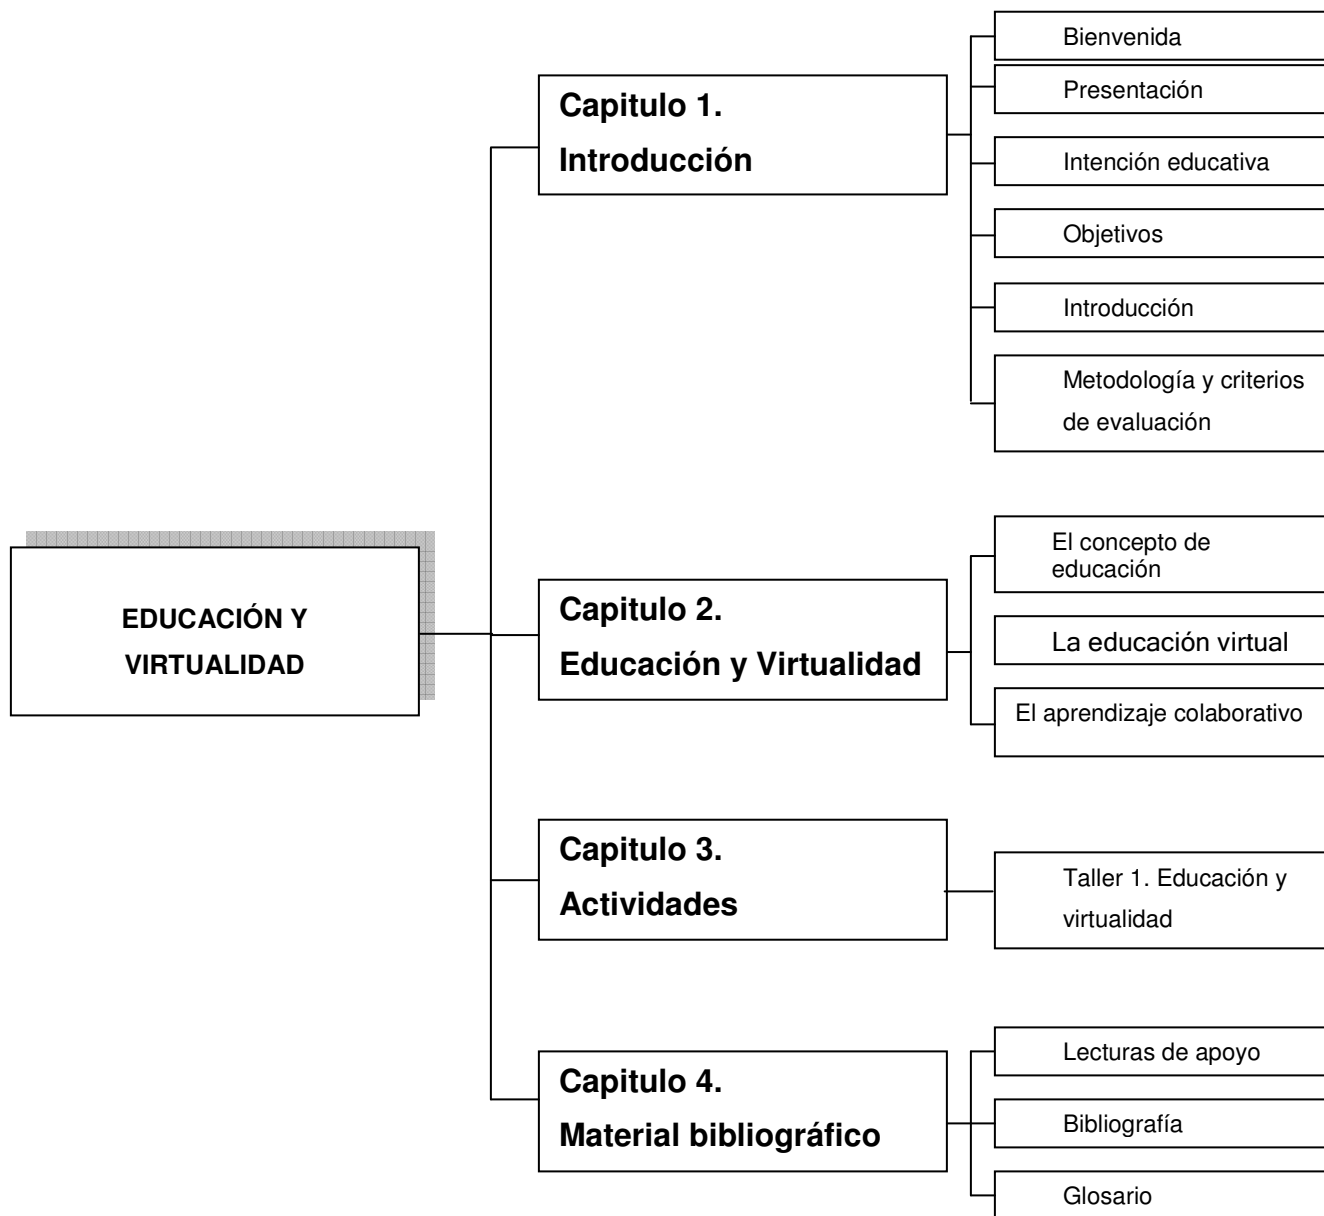 EDUCACIÓN Y
VIRTUALIDAD
Capitulo 1.
Introducción
Bienvenida
Presentación
Intención educativa
Objetivos
Introducción
Metodología y criterios
de evaluación
Capitulo 2.
Educación y Virtualidad
El concepto de
educación
La educación virtual
El aprendizaje colaborativo
Capitulo 3.
Actividades
Taller 1. Educación y
virtualidad
Capitulo 4.
Material bibliográfico
Lecturas de apoyo
Bibliografía
Glosario